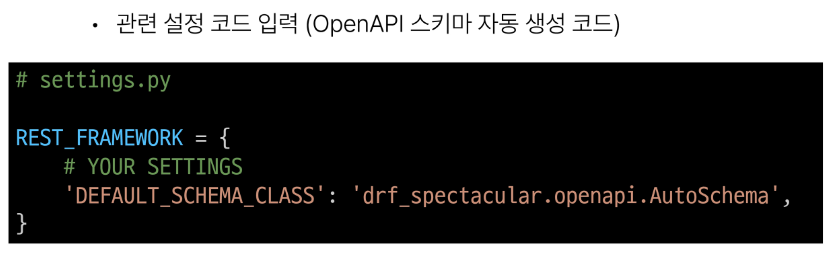 • 관련 설정 코드 입력 (OpenAPI 스키마 자동 생성 코드)
# settings.py
REST_FRAMEWORK = {
    # YOUR SETTINGS
    'DEFAULT_SCHEMA_CLASS': 'drf_spectacular.openapi.AutoSchema',
}